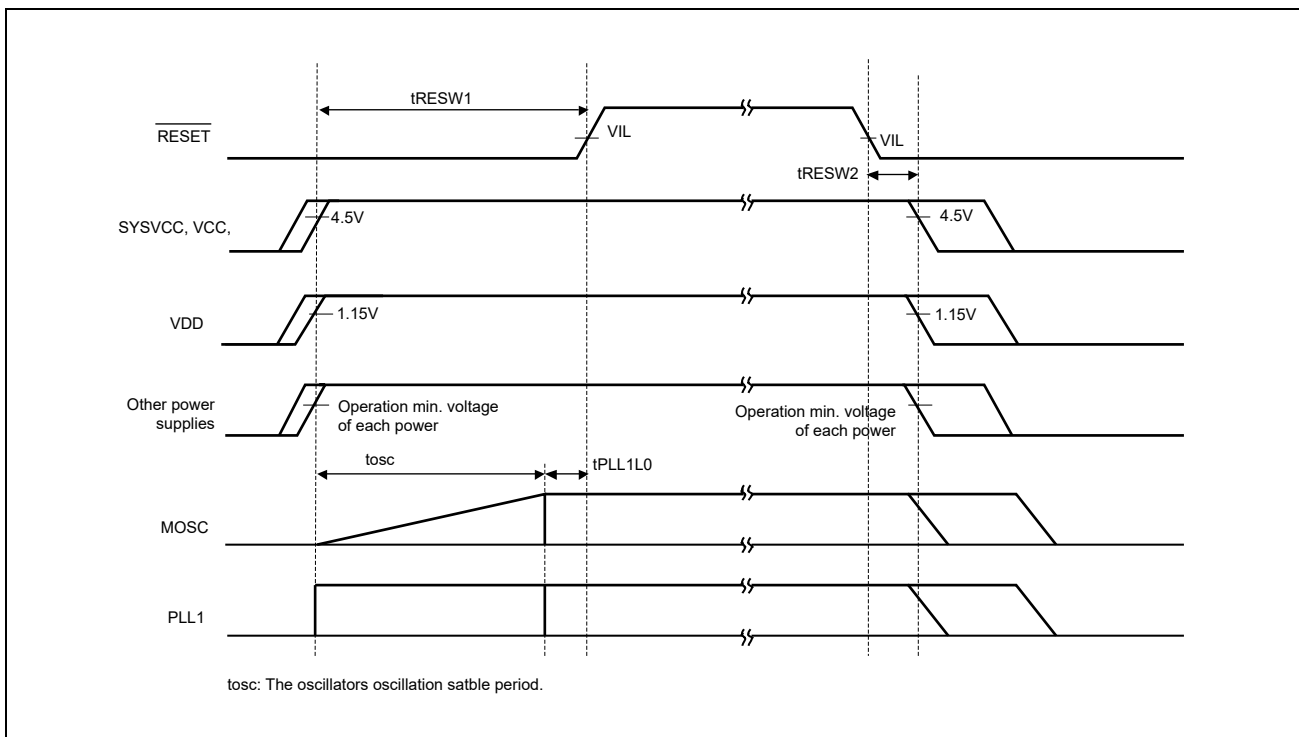 tRESW1
RESET
VIL
VIL
tRESW2
SYSVCC, VCC,
4.5V
4.5V
VDD
1.15V
1.15V
Other power
supplies
Operation min. voltage
of each power
Operation min. voltage
of each power
tosc
tPLL1L0
MOSC
PLL1
tosc: The oscillators oscillation satble period.